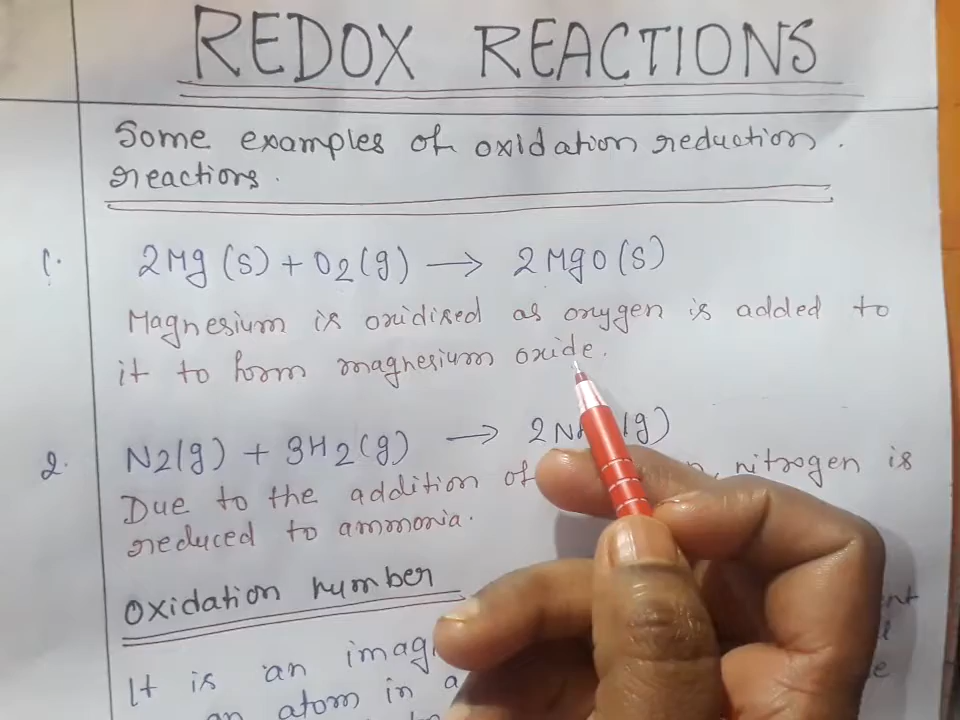 REDOX REACTIONS
Some examples of oxidation reduction.
reactions.
1. 2Mg(s) + O2(g) → 2MgO(s)
Magnesium is oxidised as oxygen is added to
it to form magnesium oxide.
2. N2(g) + 3H2(g) → 2N (g)
Due to the addition of nitrogen is
reduced to ammonia.
Oxidation number
It is an
an atom in a